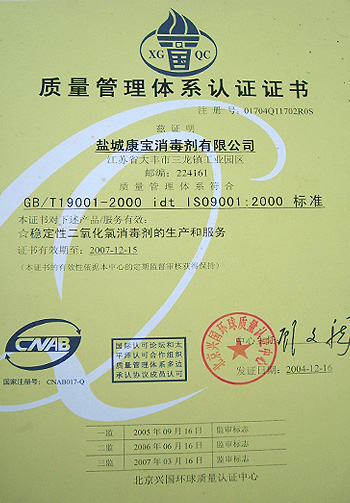 XG QC
质量管理体系认证证书
注册号:01704Q11702R0S
兹证明
盐城康宝消毒剂有限公司
江苏省大丰市三龙镇工业园区
邮编:224161
质量管理体系符合
GB/T19001-2000 idt ISO9001:2000 标准
本证书对下述产品/服务有效:
☆稳定性二氧化氯消毒剂的生产和服务
证书有效期至:2007-12-15
(本证书的有效性依据本中心的定期监督审核获得保持)
CNAB
国家注册号: CNAB017-Q
国际认可论坛和太
平洋认可合作组织
质量管理体系多边
承认协议成员认可
北京兴国环球质量认证中心
中心主任:
发证日期:2004-12-16
一监 2005年09月16日 监审标志
二监 2006年06月16日 监审标志
三监 2007年03月16日 监审标志
北京兴国环球质量认证中心